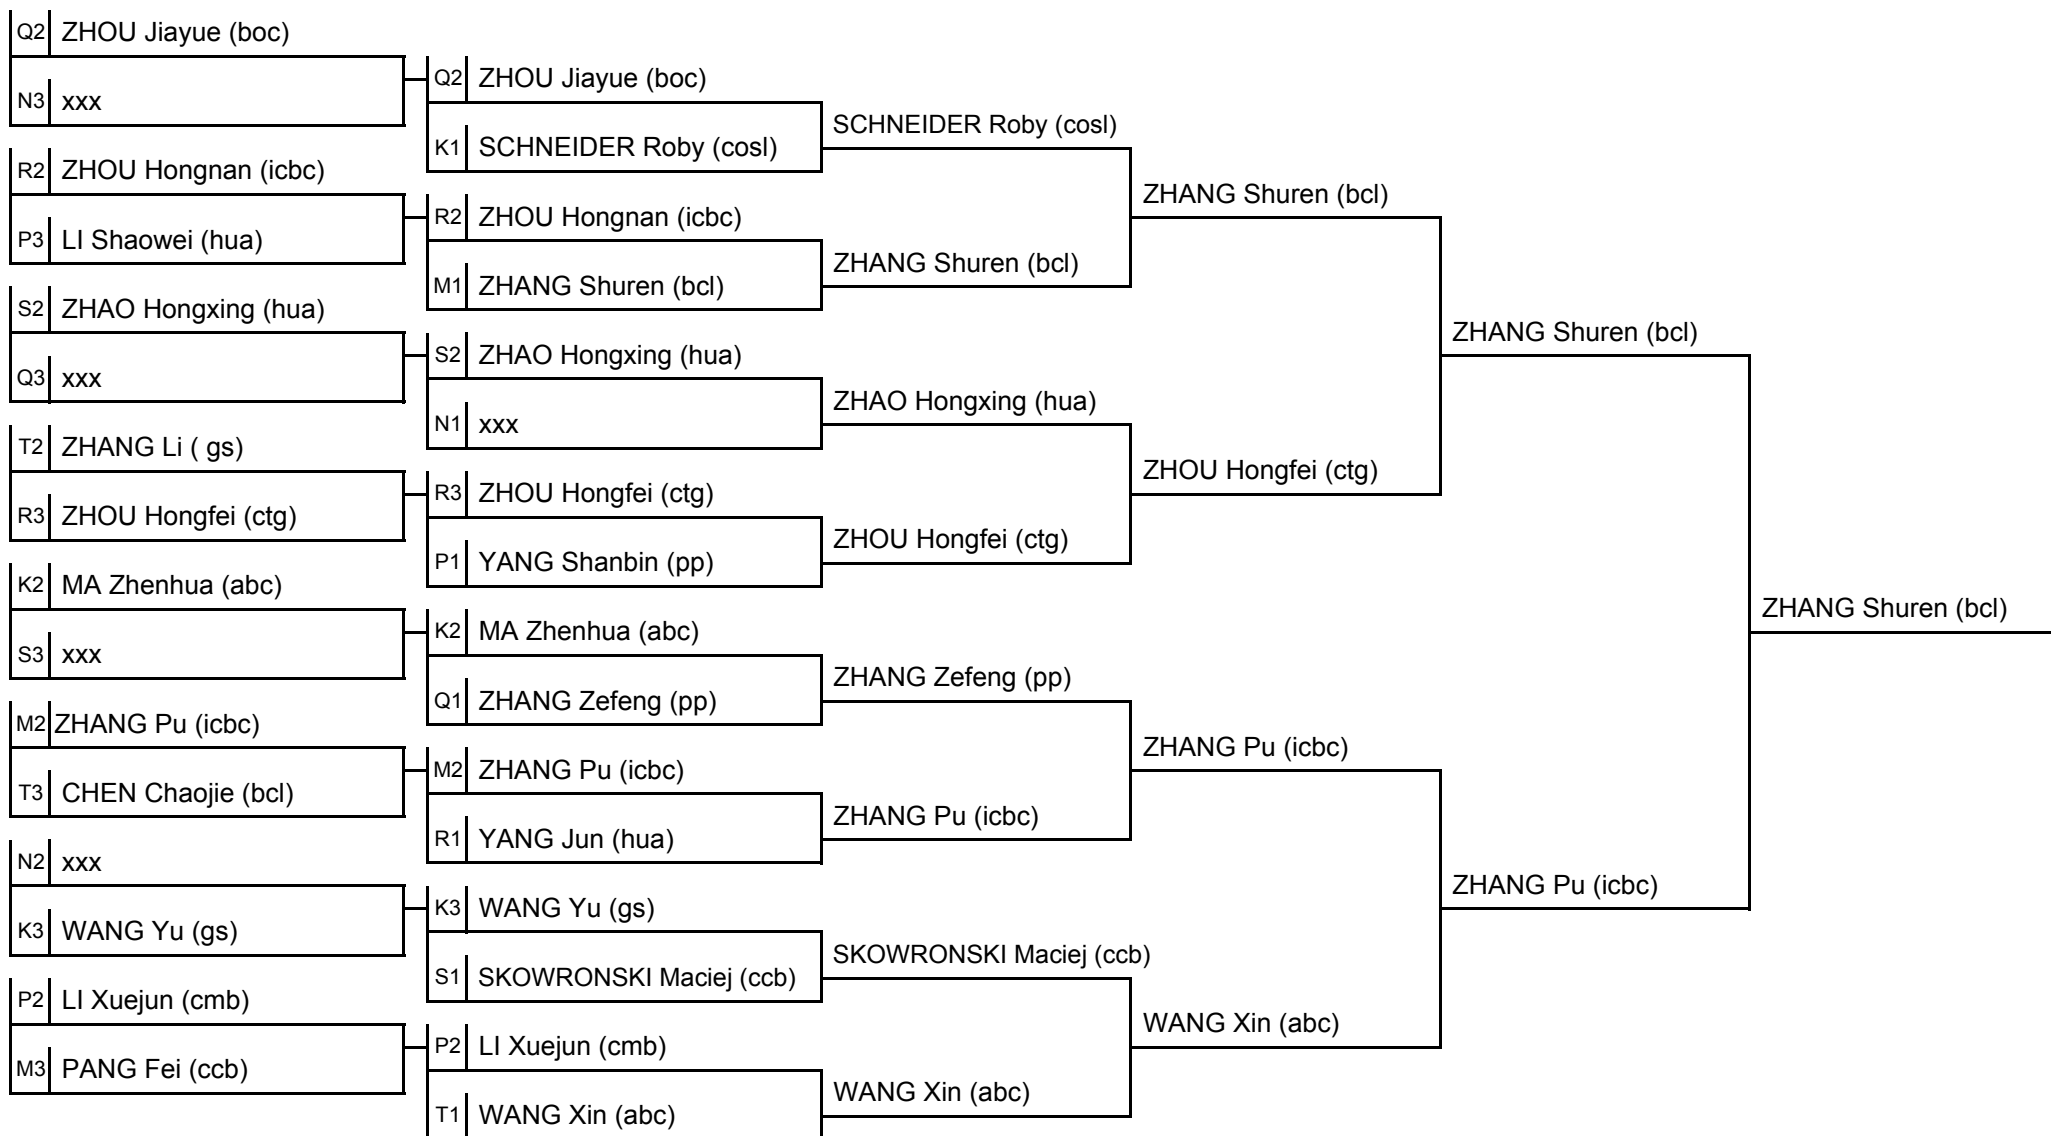 Q2 ZHOU Jiayue (boc)
N3 xxx
R2 ZHOU Hongnan (icbc)
P3 LI Shaowei (hua)
S2 ZHAO Hongxing (hua)
Q3 xxx
T2 ZHANG Li ( gs)
R3 ZHOU Hongfei (ctg)
K2 MA Zhenhua (abc)
S3 xxx
M2 ZHANG Pu (icbc)
T3 CHEN Chaojie (bcl)
N2 xxx
K3 WANG Yu (gs)
P2 LI Xuejun (cmb)
M3 PANG Fei (ccb)
Q2 ZHOU Jiayue (boc)
K1 SCHNEIDER Roby (cosl)
R2 ZHOU Hongnan (icbc)
M1 ZHANG Shuren (bcl)
S2 ZHAO Hongxing (hua)
N1 xxx
R3 ZHOU Hongfei (ctg)
P1 YANG Shanbin (pp)
K2 MA Zhenhua (abc)
Q1 ZHANG Zefeng (pp)
M2 ZHANG Pu (icbc)
R1 YANG Jun (hua)
K3 WANG Yu (gs)
S1 SKOWRONSKI Maciej (ccb)
P2 LI Xuejun (cmb)
T1 WANG Xin (abc)
SCHNEIDER Roby (cosl)
ZHANG Shuren (bcl)
ZHAO Hongxing (hua)
ZHOU Hongfei (ctg)
ZHANG Zefeng (pp)
ZHANG Pu (icbc)
SKOWRONSKI Maciej (ccb)
WANG Xin (abc)
ZHANG Shuren (bcl)
ZHOU Hongfei (ctg)
ZHANG Pu (icbc)
WANG Xin (abc)
ZHANG Shuren (bcl)
ZHANG Pu (icbc)
ZHANG Shuren (bcl)